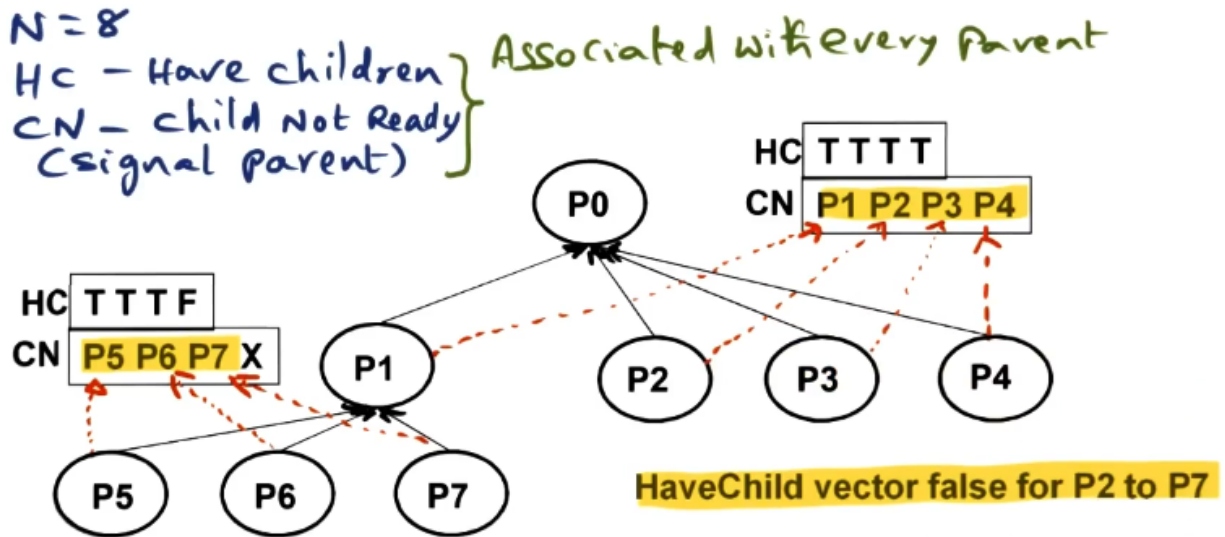 N = 8
HC - Have children
CN - Child Not Ready
(signal parent)
Associated with every parent
HC T T T T
CN P1 P2 P3 P4
P0
HC T T T F
CN P5 P6 P7 X
P1
P2
P3
P4
P5
P6
P7
HaveChild vector false for P2 to P7